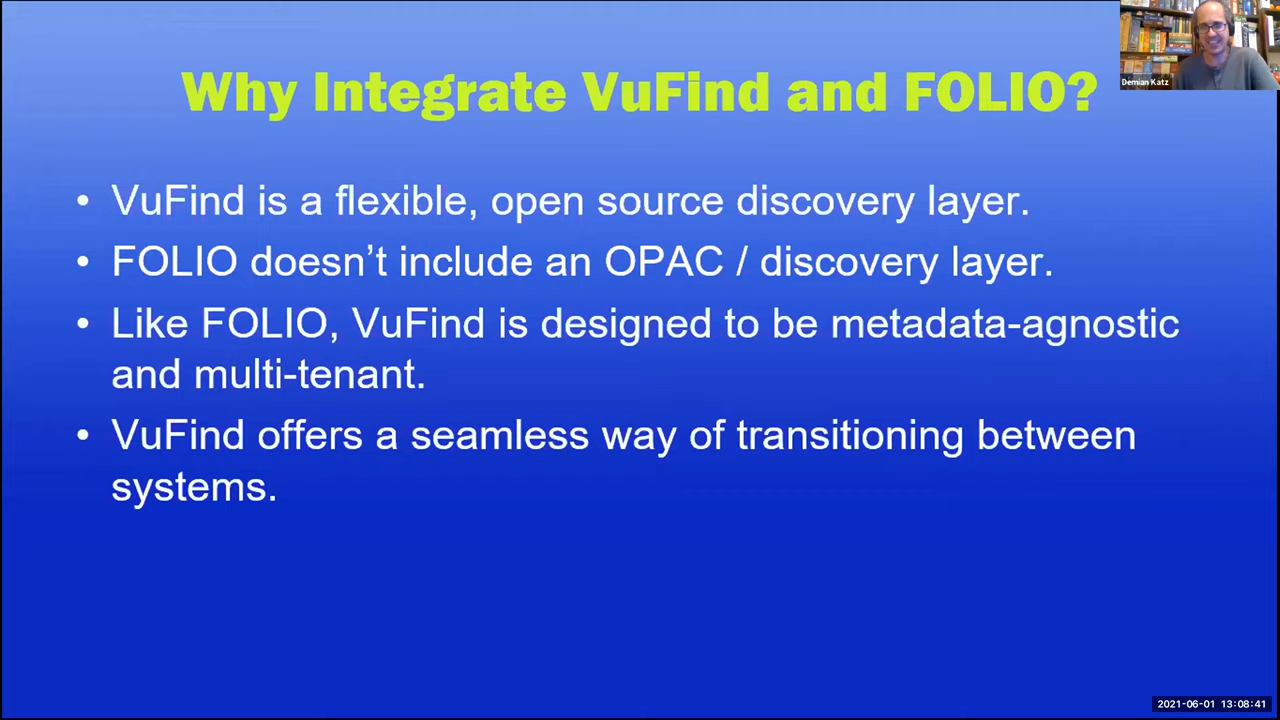 Why Integrate VuFind and FOLIO?
Demian Katz
• VuFind is a flexible, open source discovery layer.
• FOLIO doesn’t include an OPAC / discovery layer.
• Like FOLIO, VuFind is designed to be metadata-agnostic
and multi-tenant.
• VuFind offers a seamless way of transitioning between
systems.
2021-06-01 13:08:41